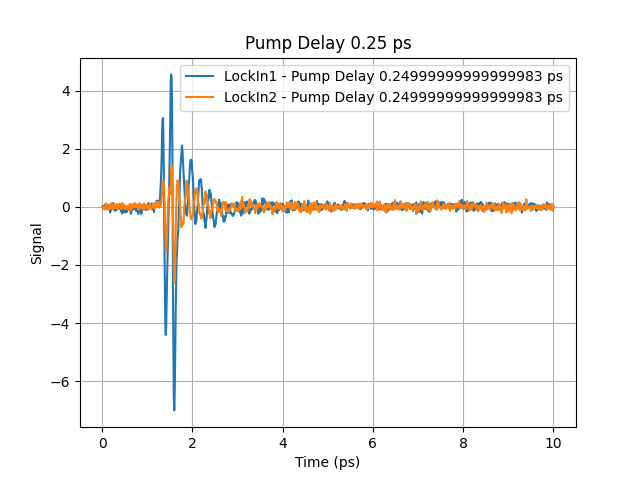 Pump Delay 0.25 ps
LockIn1 - Pump Delay 0.24999999999999983 ps
LockIn2 - Pump Delay 0.24999999999999983 ps
Signal
4
2
0
−2
−4
−6
0 2 4 6 8 10
Time (ps)